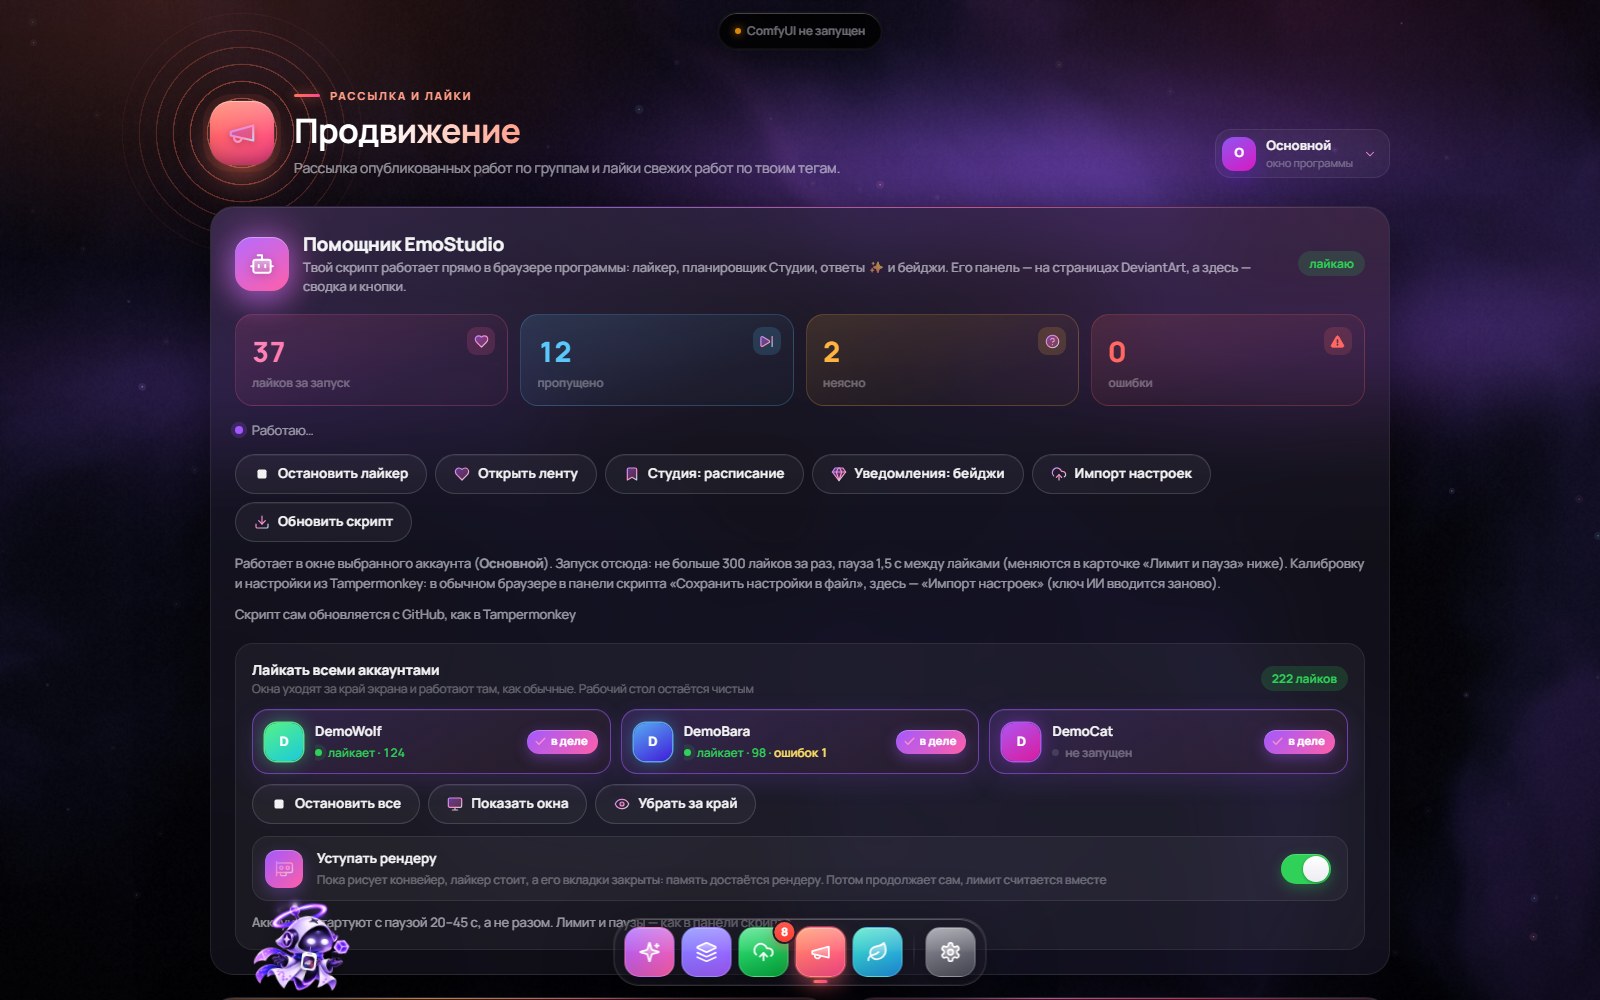 ComfyUI не запущен
РАССЫЛКА И ЛАЙКИ
Продвижение
Рассылка опубликованных работ по группам и лайки свежих работ по твоим тегам.
О
Основной
окно программы
Помощник EmoStudio
Твой скрипт работает прямо в браузере программы: лайкер, планировщик Студии, ответы ✨ и бейджи. Его панель — на страницах DeviantArt, а здесь —
сводка и кнопки.
лайкаю
37
лайков за запуск
12
пропущено
2
неясно
0
ошибки
Работаю...
Остановить лайкер
Открыть ленту
Студия: расписание
Уведомления: бейджи
Импорт настроек
Обновить скрипт
Работает в окне выбранного аккаунта (Основной). Запуск отсюда: не больше 300 лайков за раз, пауза 1,5 с между лайками (меняются в карточке «Лимит и пауза» ниже). Калибровку
и настройки из Tampermonkey: в обычном браузере в панели скрипта «Сохранить настройки в файл», здесь — «Импорт настроек» (ключ ИИ вводится заново).
Скрипт сам обновляется с GitHub, как в Tampermonkey
Лайкать всеми аккаунтами
Окна уходят за край экрана и работают там, как обычные. Рабочий стол остаётся чистым
222 лайков
D
DemoWolf
лайкает · 124
в деле
D
DemoBara
лайкает · 98 · ошибок 1
в деле
D
DemoCat
не запущен
в деле
Остановить все
Показать окна
Убрать за край
Уступать рендеру
Пока рисует конвейер, лайкер стоит, а его вкладки закрыты: память достаётся рендеру. Потом продолжает сам, лимит считается вместе
стартуют с паузой 20–45 с, а не разом. Лимит и паузы — как в панели скрипта
8